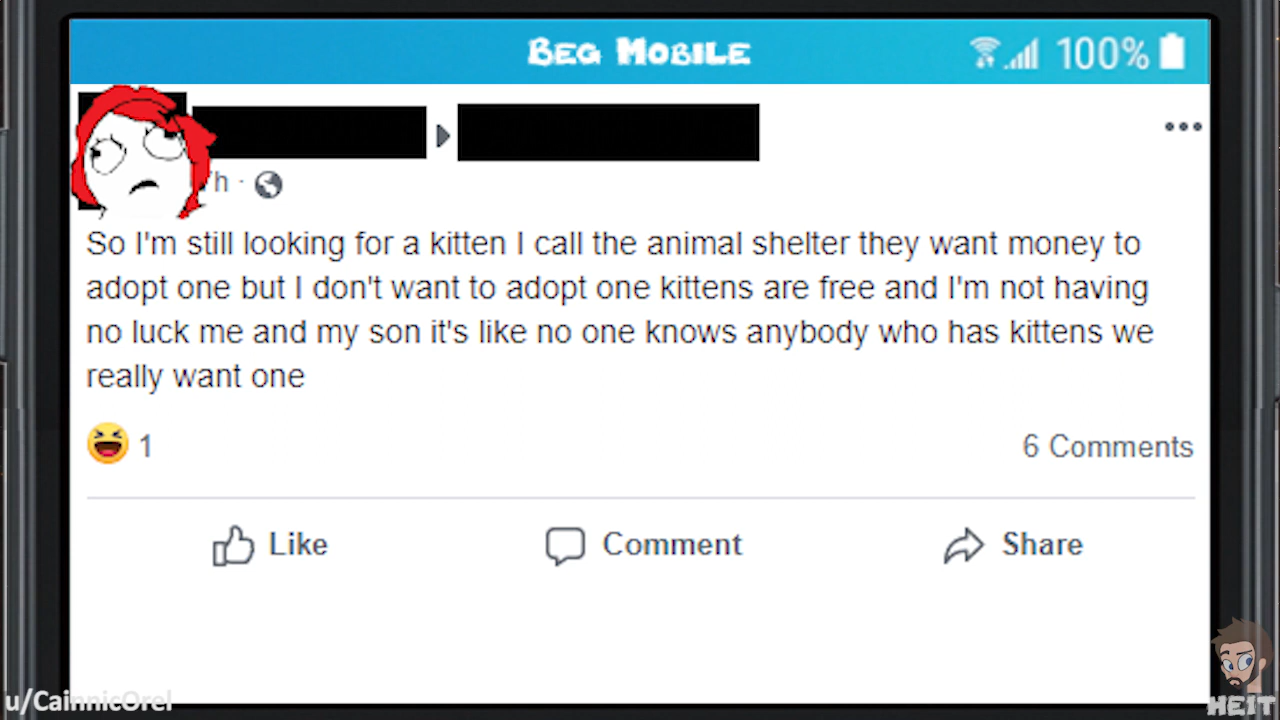 BEG MOBILE
100%
h ·
So I'm still looking for a kitten I call the animal shelter they want money to
adopt one but I don't want to adopt one kittens are free and I'm not having
no luck me and my son it's like no one knows anybody who has kittens we
really want one
1
6 Comments
Like
Comment
Share
u/CainnicOrel
HEIT